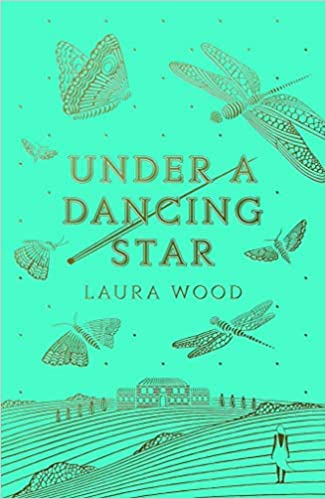 UNDER A
DANCING
STAR
LAURA WOOD